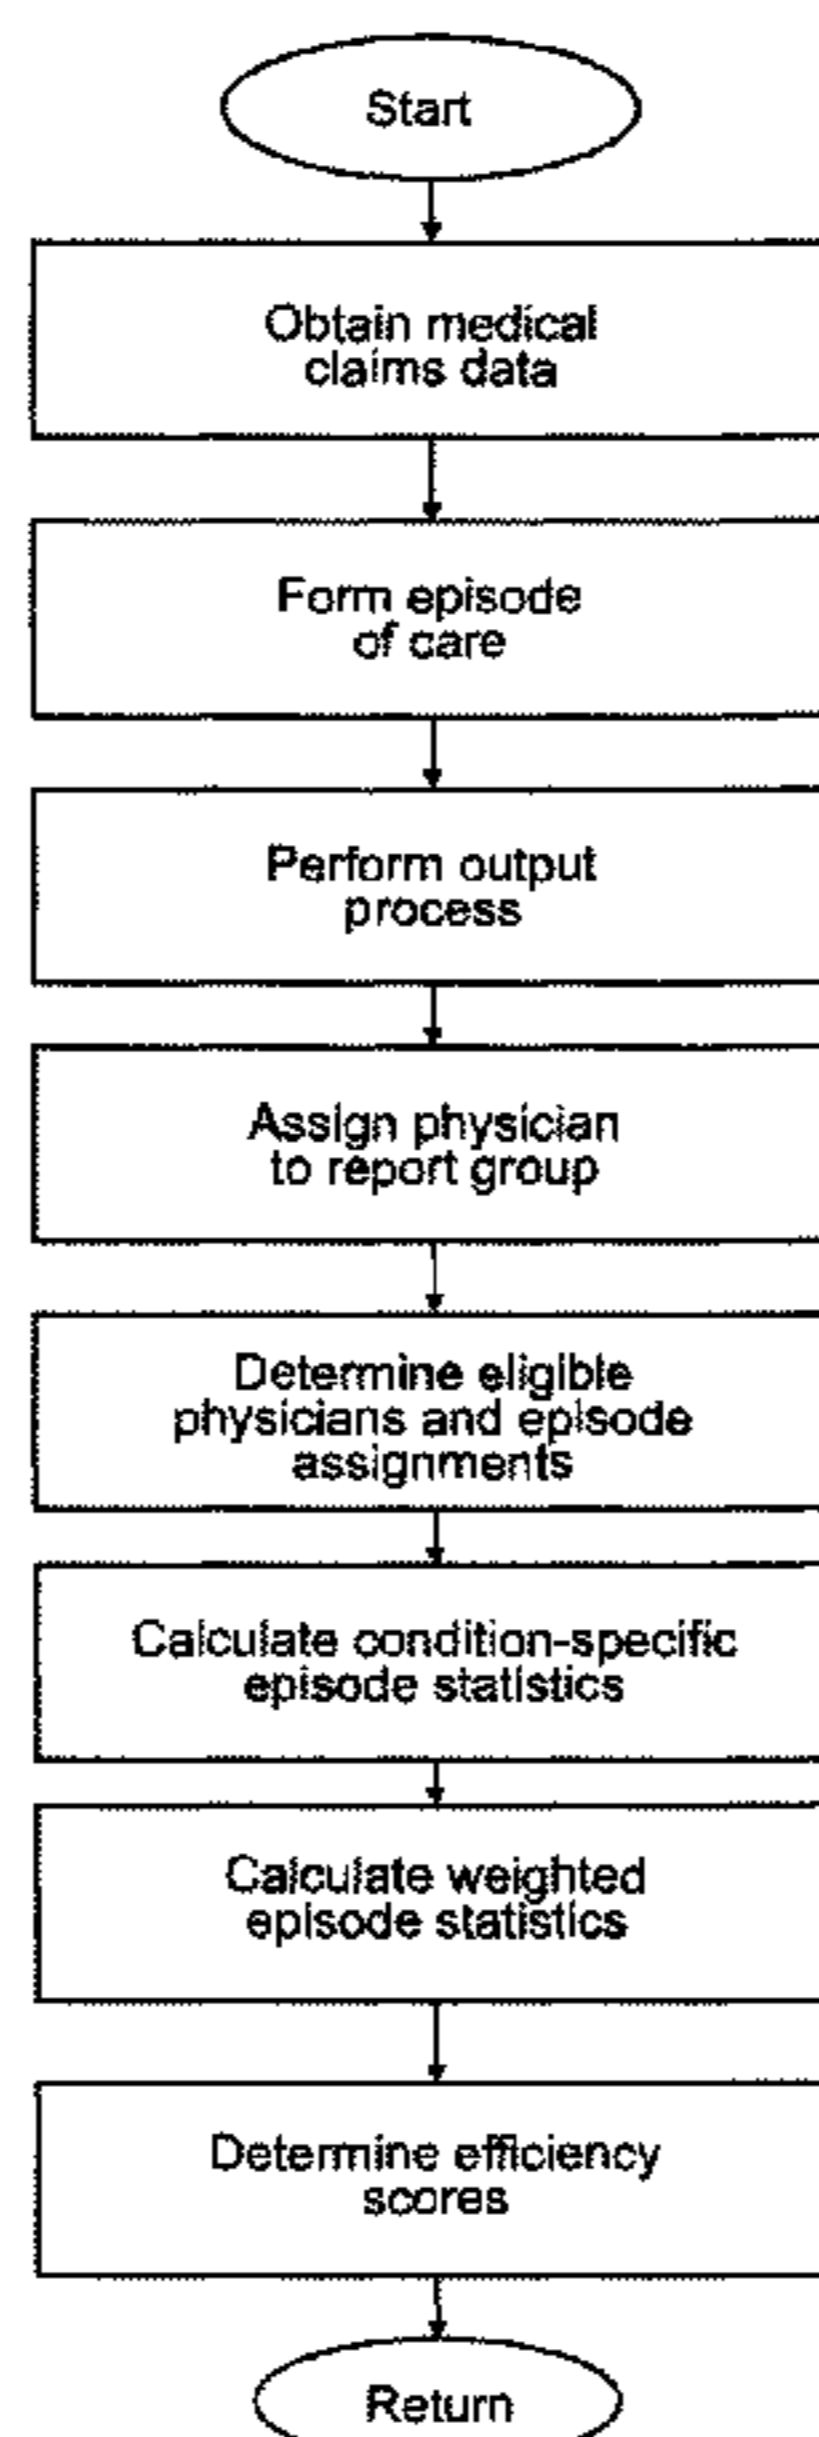 Start
Obtain medical
claims data
Form episode
of care
Perform output
process
Assign physician
to report group
Determine eligible
physicians and episode
assignments
Calculate condition-specific
episode statistics
Calculate weighted
episode statistics
Determine efficiency
scores
Return